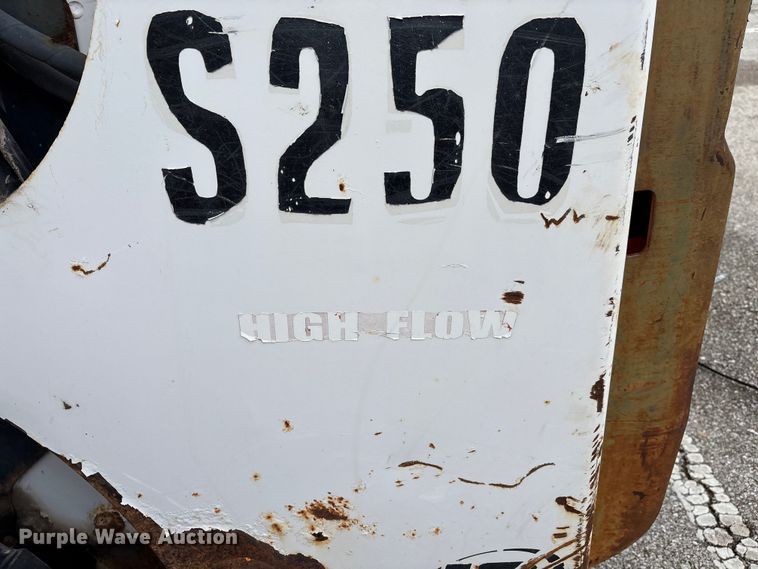 S250
HIGH FLOW
Purple Wave Auction®